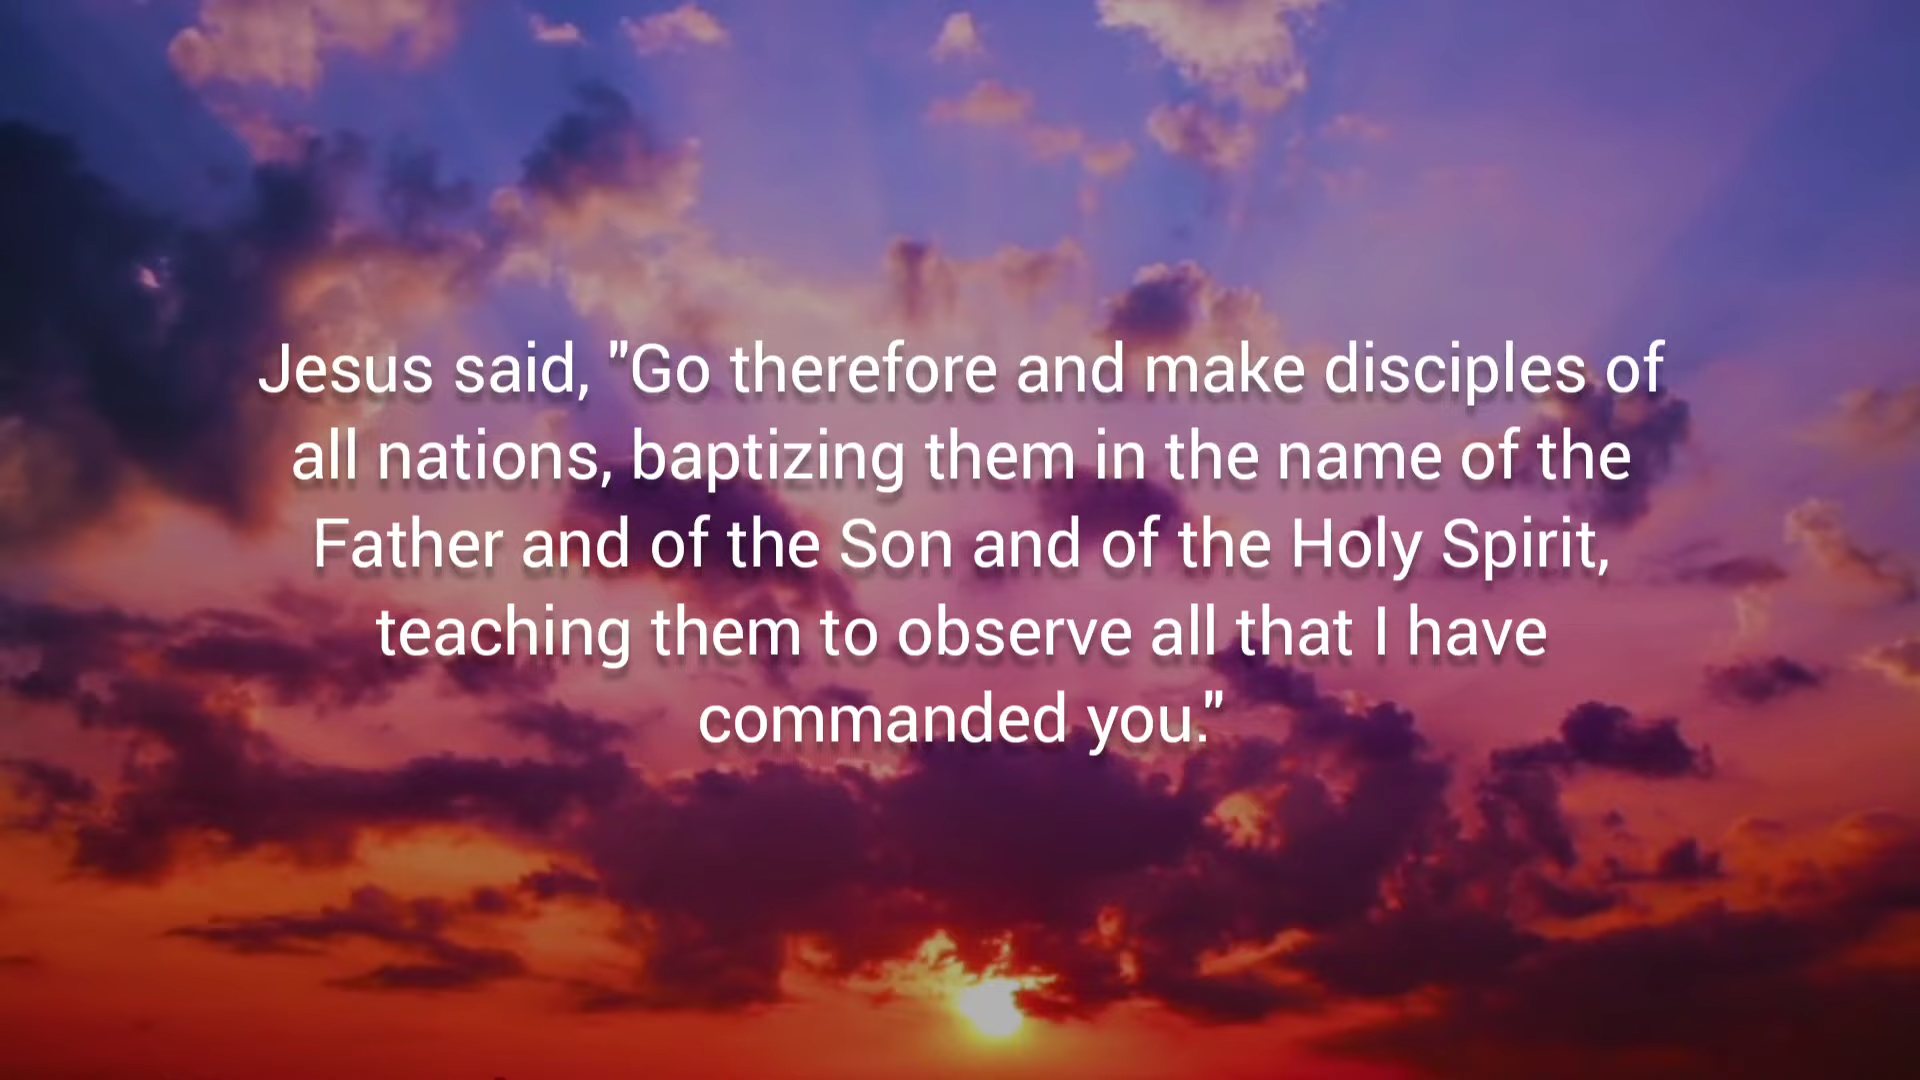 Jesus said, "Go therefore and make disciples of
all nations, baptizing them in the name of the
Father and of the Son and of the Holy Spirit,
teaching them to observe all that I have
commanded you."